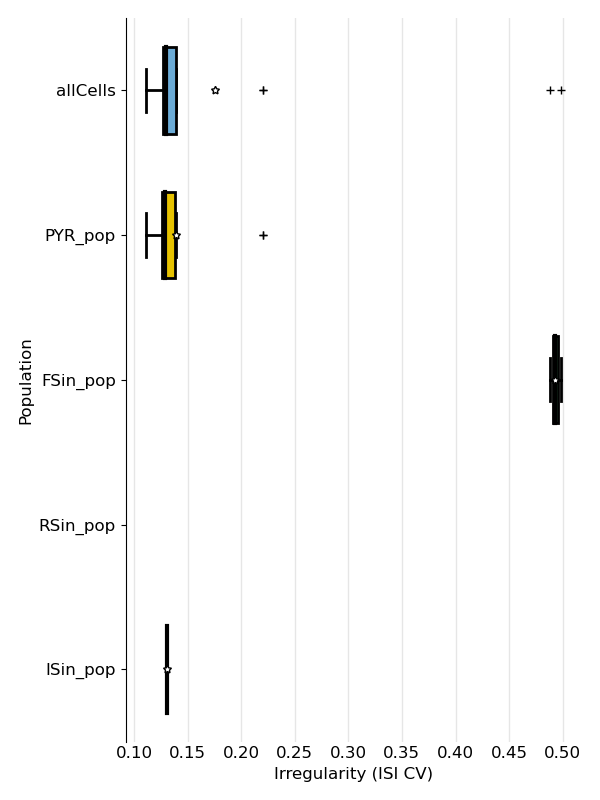 allCells
PYR_pop
FSin_pop
RSin_pop
ISin_pop
Population
0.10 0.15 0.20 0.25 0.30 0.35 0.40 0.45 0.50
Irregularity (ISI CV)